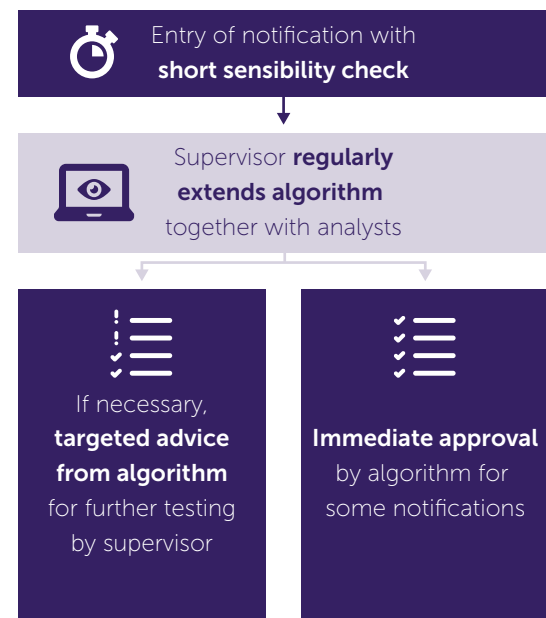 Entry of notification with
short sensibility check
Supervisor regularly
extends algorithm
together with analysts
If necessary,
targeted advice
from algorithm
for further testing
by supervisor
Immediate approval
by algorithm for
some notifications